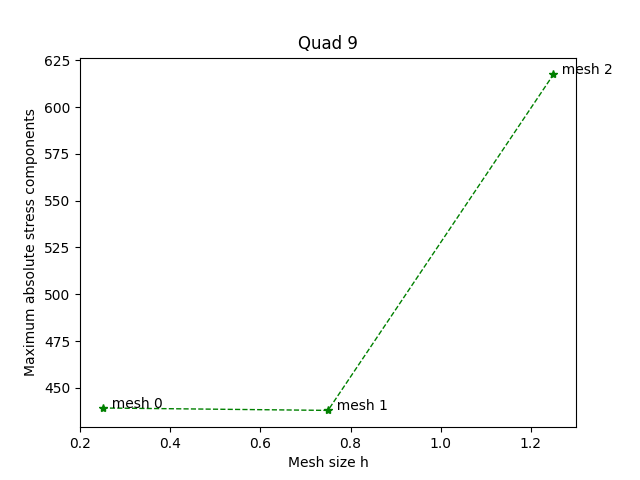 Quad 9
625
600
575
550
525
500
475
450
Maximum absolute stress components
mesh 0
mesh 1
mesh 2
0.2
0.4
0.6
0.8
1.0
1.2
Mesh size h